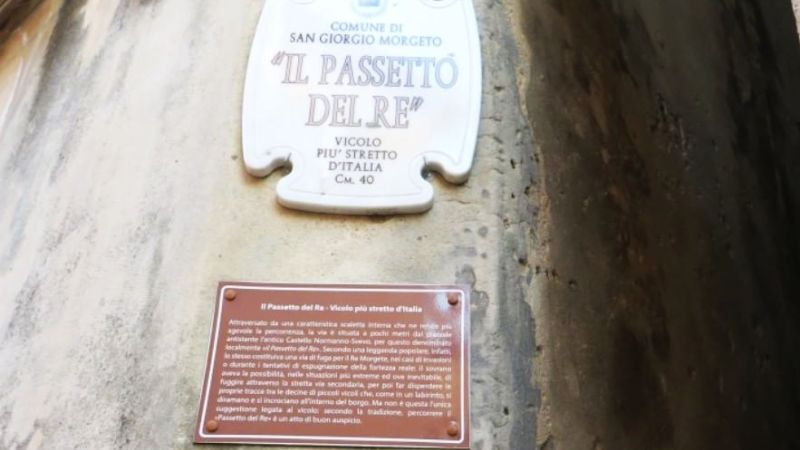 COMUNE DI
SAN GIORGIO MORGETO
"IL PASSETTO
DEL RE"
VICOLO
PIU' STRETTO
D'ITALIA
CM. 40
Il Passetto del Re - Vicolo più stretto d'Italia
Attraversato da una caratteristica scaletta interna che ne rende più
agevole la percorrenza, la via è situata a pochi metri dal piazzale
antistante l'antico Castello Normanno-Svevo, per questo denominato
localmente «il Passetto del Re». Secondo una leggenda popolare, infatti,
lo stesso costituiva una via di fuga per il Re Morgete, nei casi di invasioni
o durante i tentativi di espugnazione della fortezza reale: il sovrano
aveva la possibilità, nelle situazioni più estreme ed ove inevitabile, di
fuggire attraverso la stretta via secondaria, per poi far disperdere le
proprie tracce tra le decine di piccoli vicoli che, come in un labirinto, si
diramano e si incrociano all'interno del borgo. Ma non è questa l'unica
suggestione legata al vicolo: secondo la tradizione, percorrere il
«Passetto del Re» è un atto di buon auspicio.